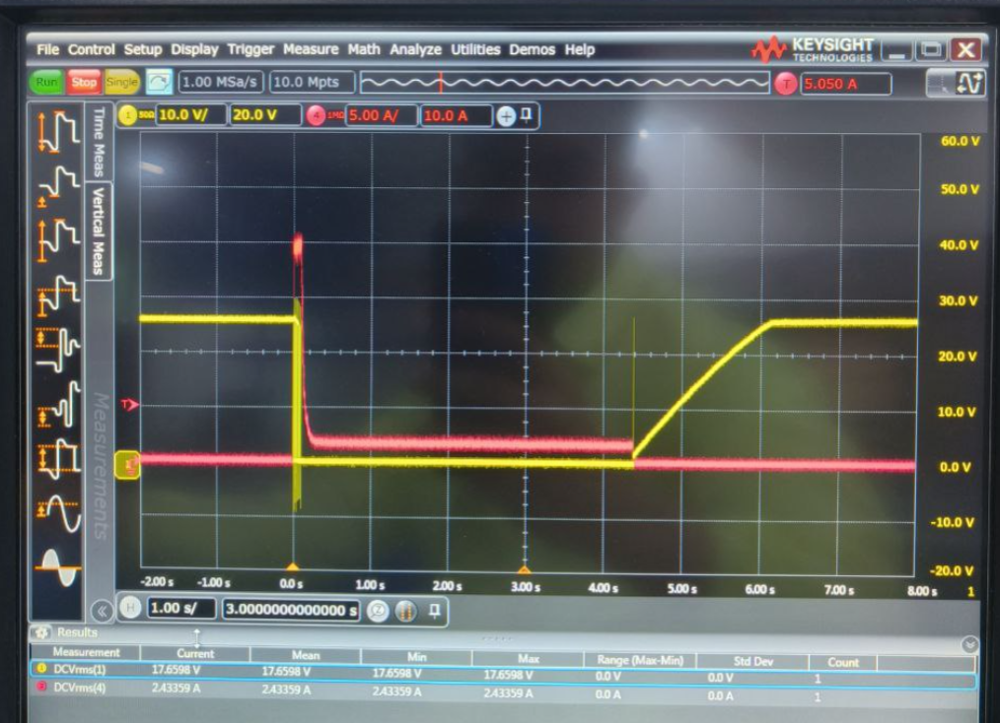 File Control Setup Display Trigger Measure Math Analyze Utilities Demos Help
KEYSIGHT
TECHNOLOGIES
Run Stop Single 1.00 MSa/s 10.0 Mpts T 5.050 A
1 50Ω 10.0 V/ 20.0 V 4 1MΩ 5.00 A/ 10.0 A
Time Meas
Vertical Meas
Measurements
60.0 V
50.0 V
40.0 V
30.0 V
20.0 V
10.0 V
0.0 V
-10.0 V
-20.0 V
T
-2.00 s -1.00 s 0.0 s 1.00 s 2.00 s 3.00 s 4.00 s 5.00 s 6.00 s 7.00 s 8.00 s 1
H 1.00 s/ 3.0000000000000 s
Results
Measurement Current Mean Min Max Range (Max-Min) Std Dev Count
1 DCVrms(1) 17.6598 V 17.6598 V 17.6598 V 17.6598 V 0.0 V 0.0 V 1
DCVrms(4) 2.43359 A 2.43359 A 2.43359 A 2.43359 A 0.0 A 0.0 A 1